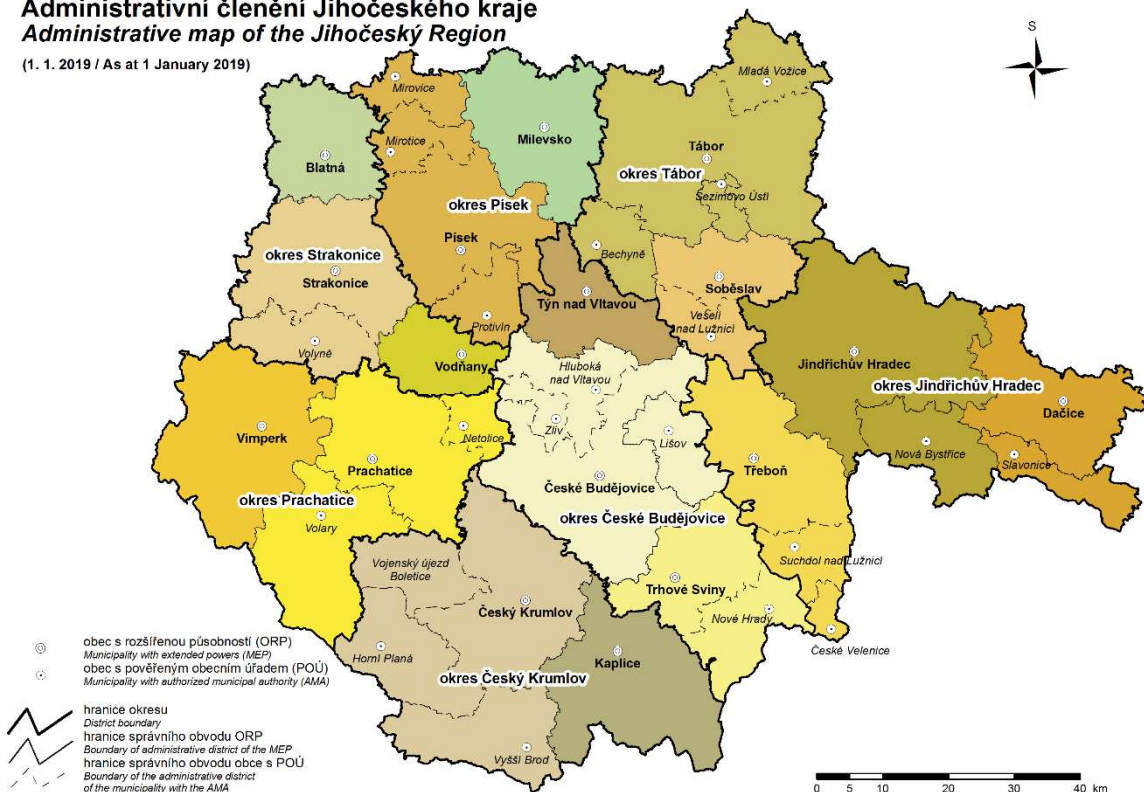 Administrativní členění Jihočeského kraje
Administrative map of the Jihočeský Region
(1. 1. 2019 / As at 1 January 2019)
S
Mladá Vožice
Mirovice
Milevsko
Mirotice
Tábor
Blatná
okres Tábor
Sezimovo Ústí
okres Písek
Písek
Bechyně
okres Strakonice
Strakonice
Soběslav
Týn nad Vltavou
Veselí
nad Lužnicí
Protivín
Volyně
Vodňany
Jindřichův Hradec
okres Jindřichův Hradec
Hluboká
nad Vltavou
Dačice
Vimperk
Netolice
Zliv
Lišov
Nová Bystřice
Slavonice
Prachatice
Třeboň
okres Prachatice
České Budějovice
okres České Budějovice
Volary
Suchdol nad Lužnicí
Vojenský újezd
Boletice
Trhové Sviny
Český Krumlov
Nové Hrady
České Velenice
Horní Planá
Kaplice
okres Český Krumlov
Vyšší Brod
obec s rozšířenou působností (ORP)
Municipality with extended powers (MEP)
obec s pověřeným obecním úřadem (POÚ)
Municipality with authorized municipal authority (AMA)
hranice okresu
District boundary
hranice správního obvodu ORP
Boundary of administrative district of the MEP
hranice správního obvodu obce s POÚ
Boundary of the administrative district
of the municipality with the AMA
0 5 10 20 30 40 km